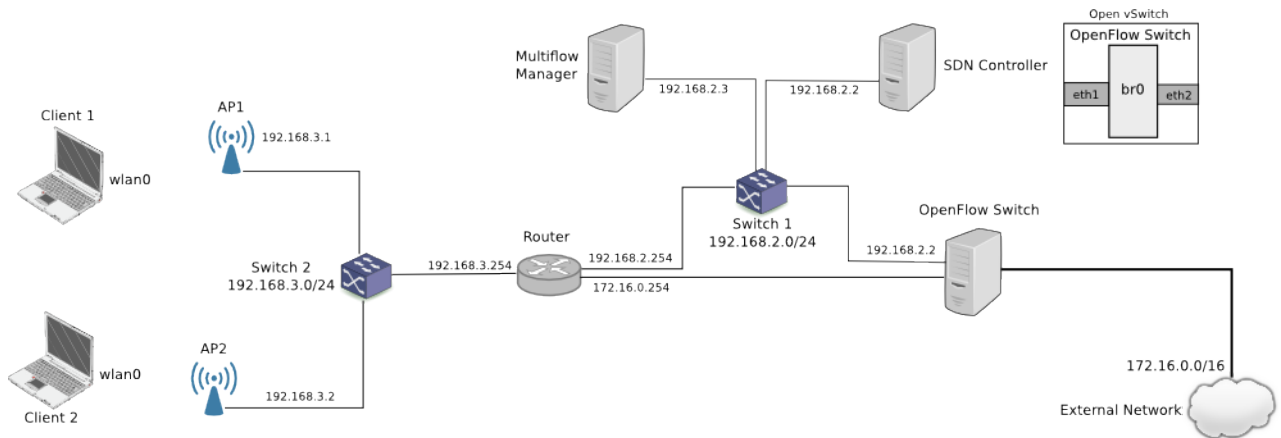 Open vSwitch
OpenFlow Switch
br0
eth1
eth2
Multiflow
Manager
192.168.2.3
192.168.2.2
SDN Controller
Client 1
wlan0
AP1
192.168.3.1
Switch 1
192.168.2.0/24
OpenFlow Switch
192.168.2.2
Router
192.168.2.254
172.16.0.254
192.168.3.254
Switch 2
192.168.3.0/24
AP2
192.168.3.2
wlan0
Client 2
172.16.0.0/16
External Network